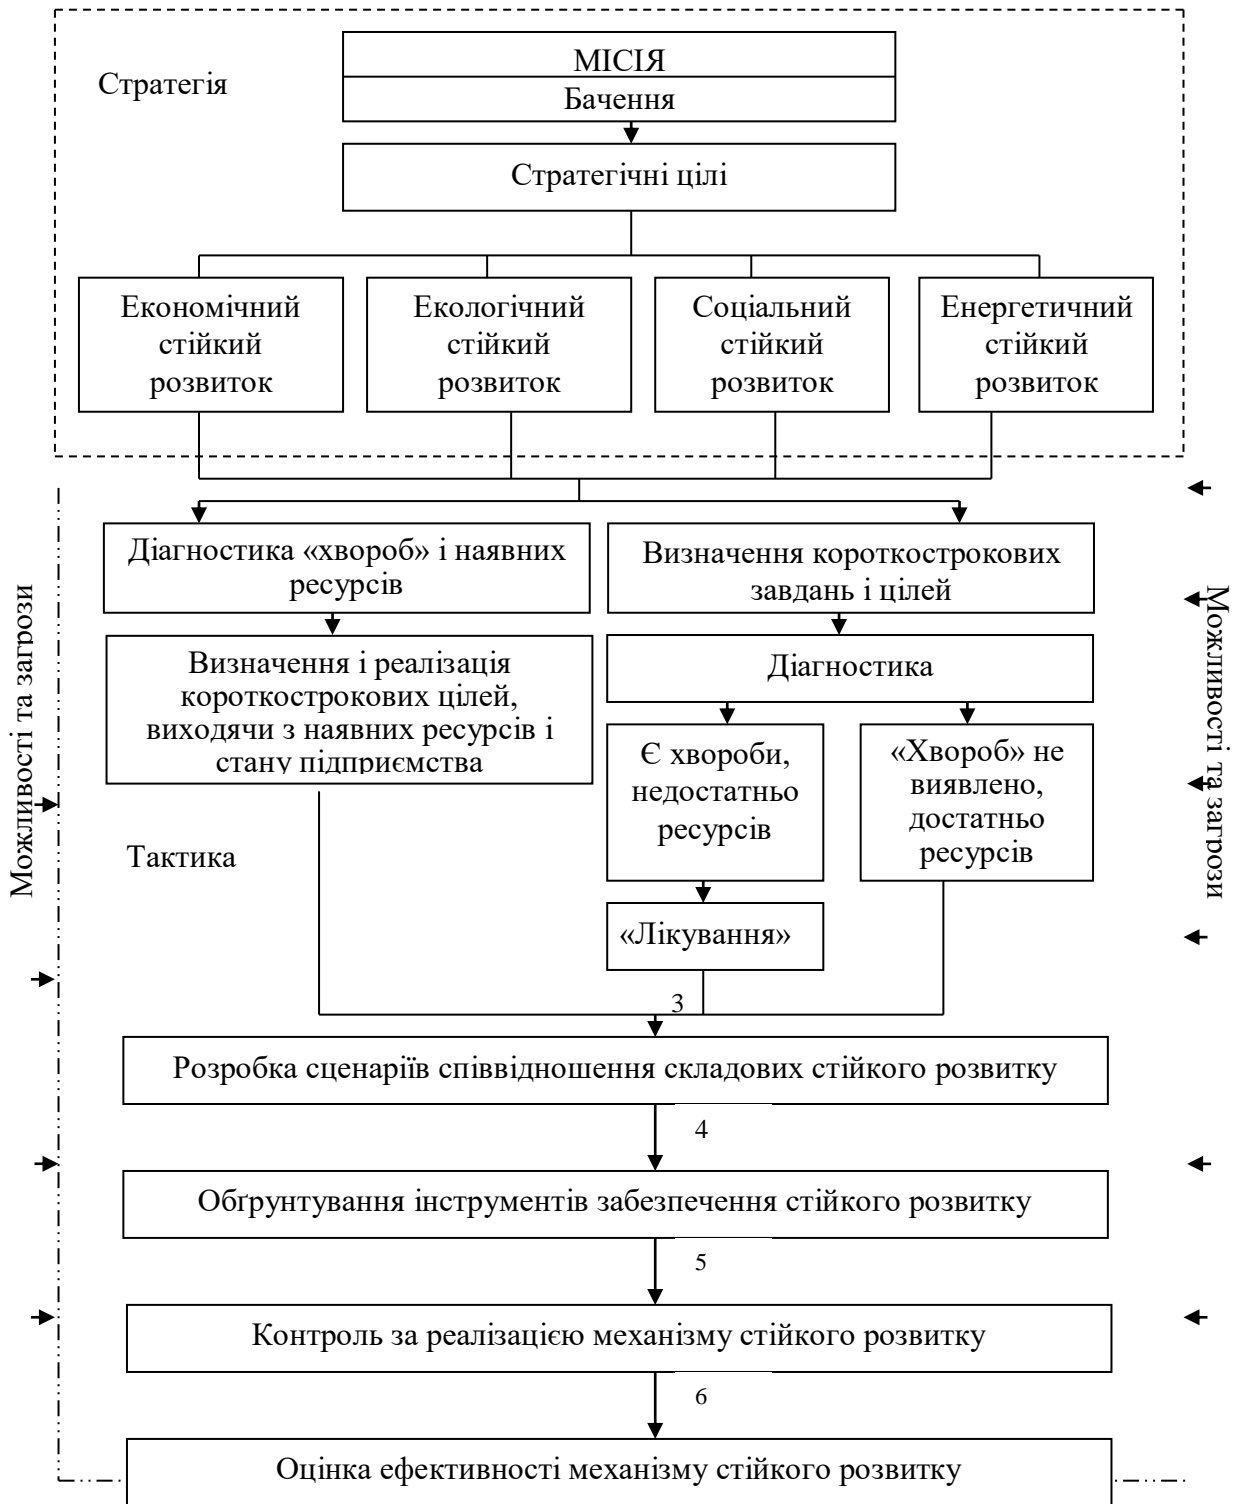 МІСІЯ
Стратегія
Бачення
Стратегічні цілі
Економічний
стійкий
розвиток
Екологічний
стійкий
розвиток
Соціальний
стійкий
розвиток
Енергетичний
стійкий
розвиток
Діагностика «хвороб» і наявних
ресурсів
Визначення короткострокових
завдань і цілей
Визначення і реалізація
короткострокових цілей,
виходячи з наявних ресурсів і
стану підприємства
Діагностика
Є хвороби,
недостатньо
ресурсів
«Хвороб» не
виявлено,
достатньо
ресурсів
Можливості та загрози
Можливості та загрози
Тактика
«Лікування»
3
Розробка сценаріїв співвідношення складових стійкого розвитку
4
Обґрунтування інструментів забезпечення стійкого розвитку
5
Контроль за реалізацією механізму стійкого розвитку
6
Оцінка ефективності механізму стійкого розвитку